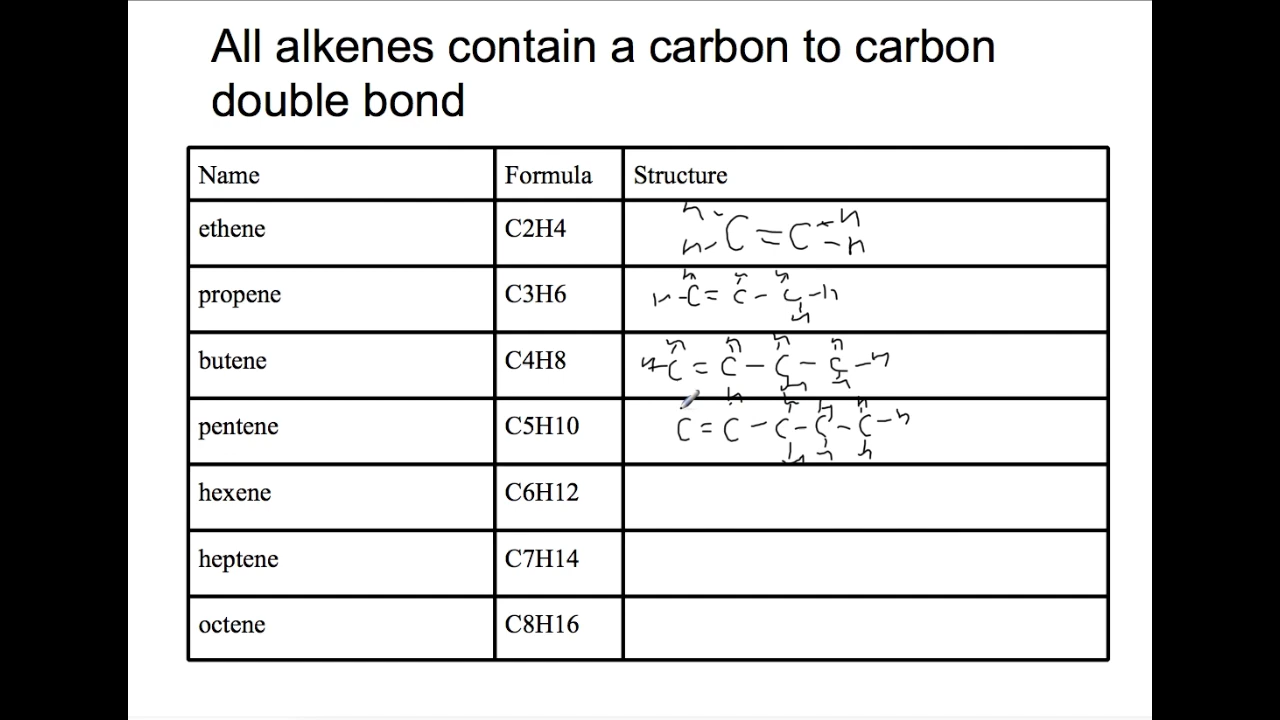 All alkenes contain a carbon to carbon
double bond
Name Formula Structure
ethene C2H4
h h
h C = C h
propene C3H6
h h h
h - C = C - C - h
h
butene C4H8
h h h h
h - C = C - C - C - h
h h
pentene C5H10
h h h h
C = C - C - C - C - h
h h h
hexene C6H12
heptene C7H14
octene C8H16